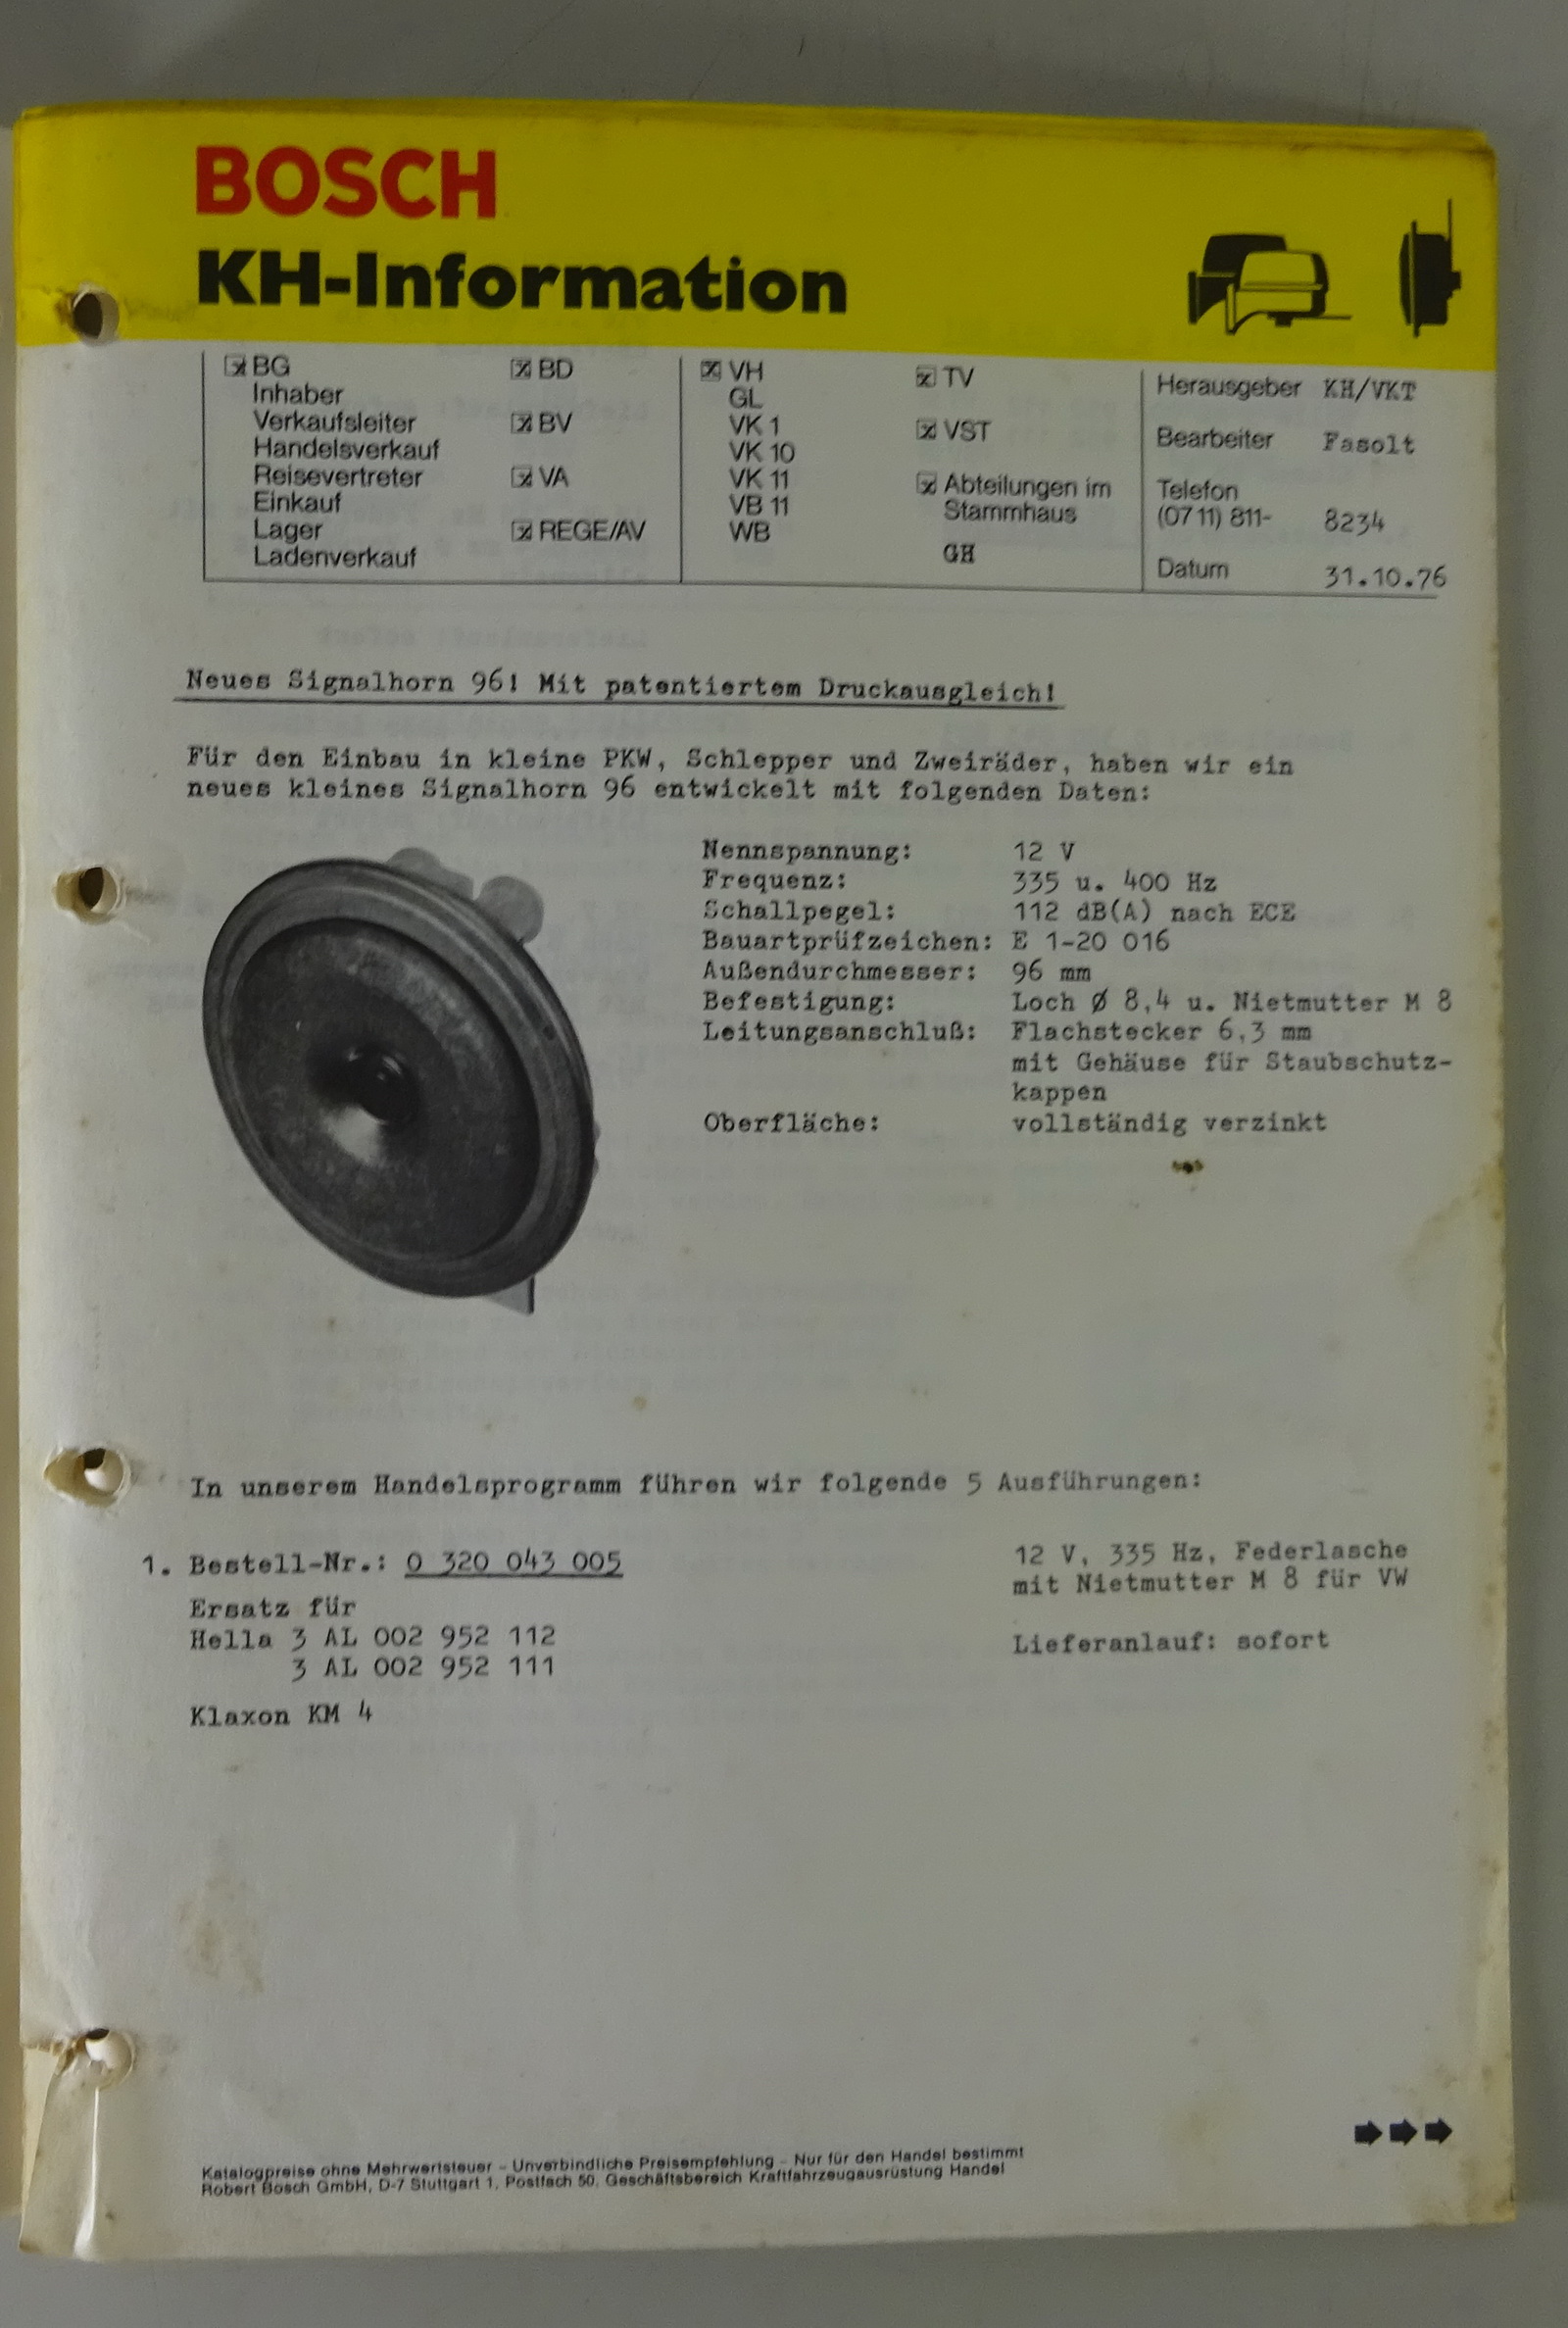 BOSCH
KH-Information
BG
Inhaber
Verkaufsleiter
Handelsverkauf
Reisevertreter
Einkauf
Lager
Ladenverkauf
BD
BV
VA
REGE/AV
VH
GL
VK 1
VK 10
VK 11
VB 11
WB
TV
VST
Abteilungen im
Stammhaus
GH
Herausgeber KH/VKT
Bearbeiter Fasolt
Telefon
(07 11) 811- 8234
Datum 31.10.76
Neues Signalhorn 96! Mit patentiertem Druckausgleich!
Für den Einbau in kleine PKW, Schlepper und Zweiräder, haben wir ein
neues kleines Signalhorn 96 entwickelt mit folgenden Daten:
Nennspannung: 12 V
Frequenz: 335 u. 400 Hz
Schallpegel: 112 dB(A) nach ECE
Bauartprüfzeichen: E 1-20 016
Außendurchmesser: 96 mm
Befestigung: Loch Ø 8,4 u. Nietmutter M 8
Leitungsanschluß: Flachstecker 6,3 mm
mit Gehäuse für Staubschutz-
kappen
Oberfläche: vollständig verzinkt
In unserem Handelsprogramm führen wir folgende 5 Ausführungen:
1. Bestell-Nr.: 0 320 043 005
12 V, 335 Hz, Federlasche
mit Nietmutter M 8 für VW
Ersatz für
Hella 3 AL 002 952 112
3 AL 002 952 111
Lieferanlauf: sofort
Klaxon KM 4
Katalogpreise ohne Mehrwertsteuer - Unverbindliche Preisempfehlung - Nur für den Handel bestimmt
Robert Bosch GmbH, D-7 Stuttgart 1, Postfach 50, Geschäftsbereich Kraftfahrzeugausrüstung Handel